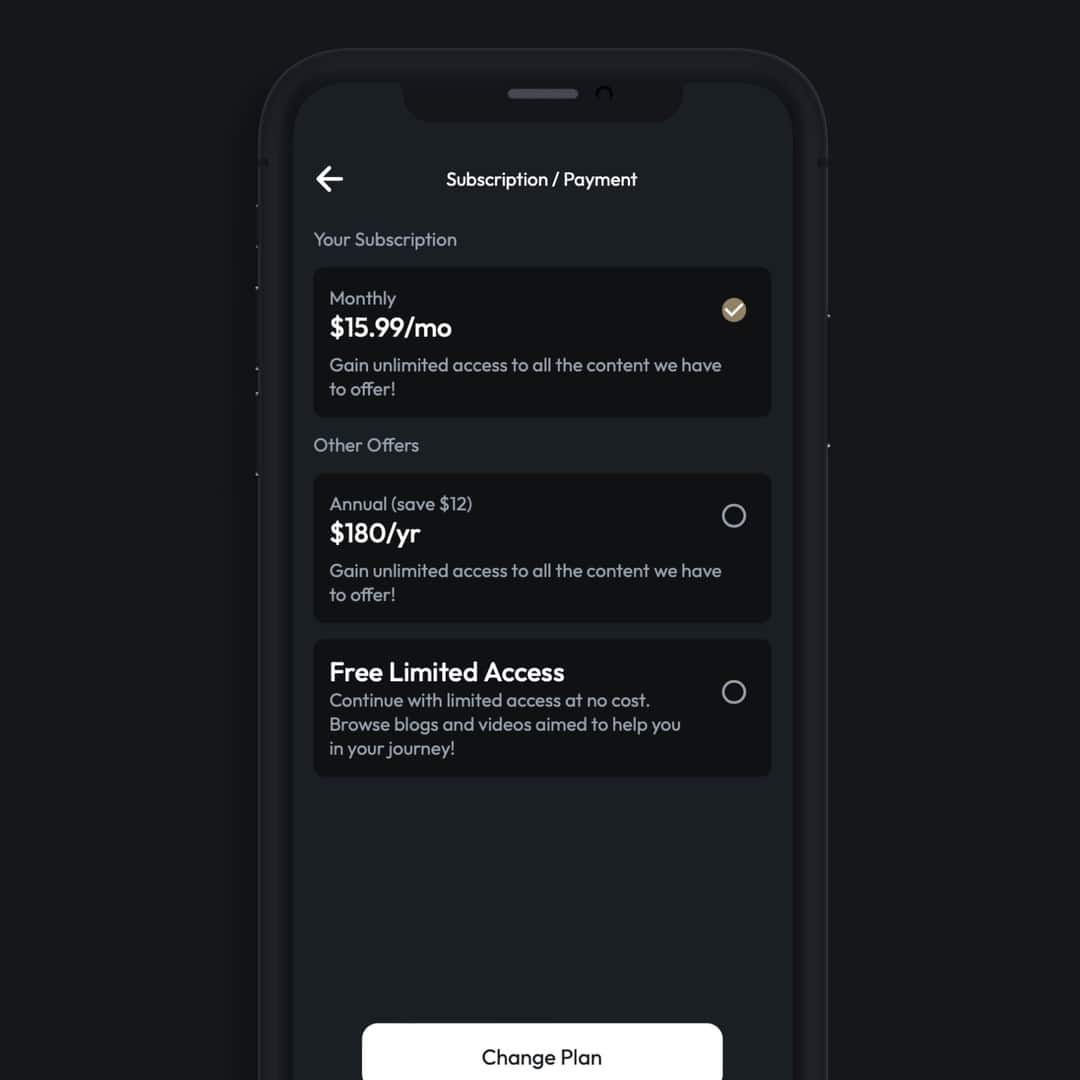 Subscription / Payment
Your Subscription
Monthly
$15.99/mo
Gain unlimited access to all the content we have
to offer!
Other Offers
Annual (save $12)
$180/yr
Gain unlimited access to all the content we have
to offer!
Free Limited Access
Continue with limited access at no cost.
Browse blogs and videos aimed to help you
in your journey!
Change Plan